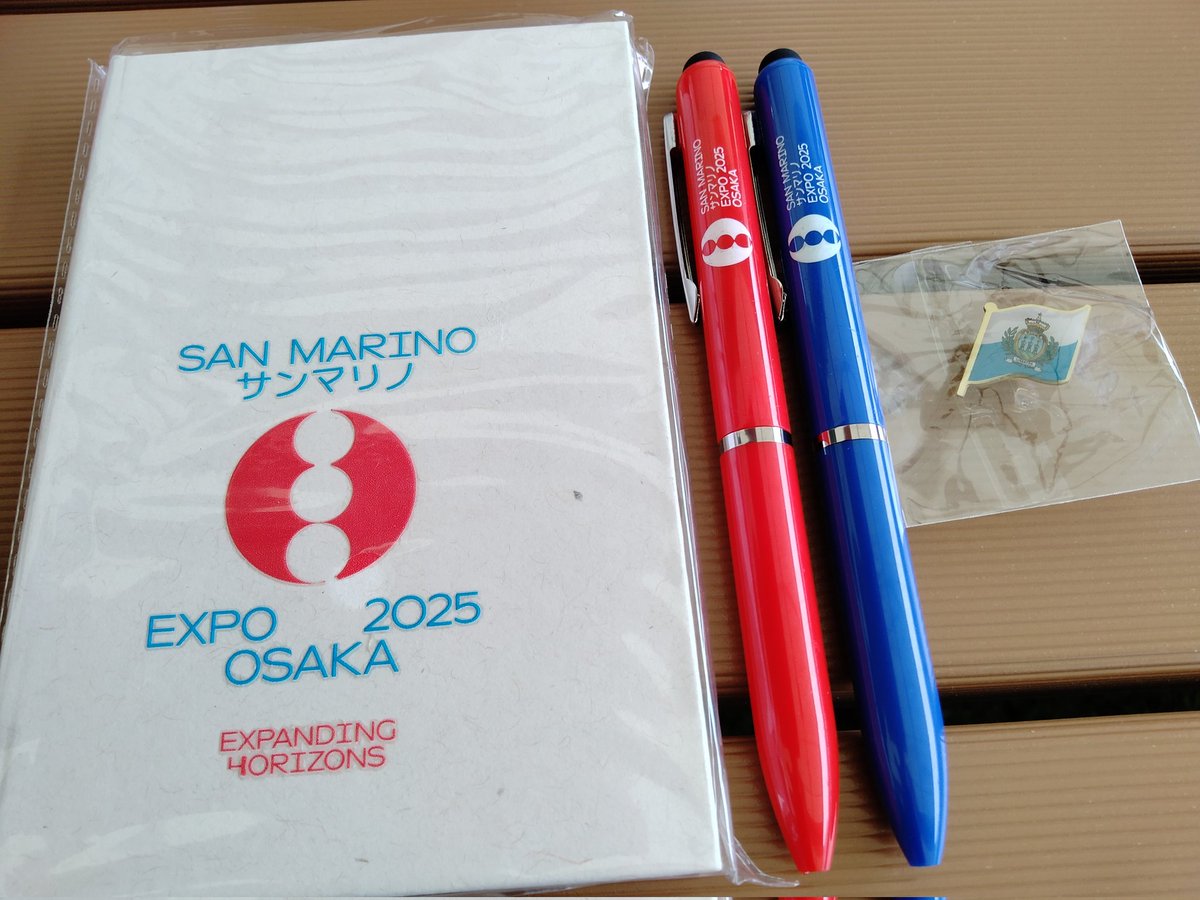 SAN MARINO
サンマリノ
EXPO 2025
OSAKA
EXPANDING
HORIZONS
SAN MARINO
サンマリノ
EXPO 2025
OSAKA
SAN MARINO
サンマリノ
EXPO 2025
OSAKA